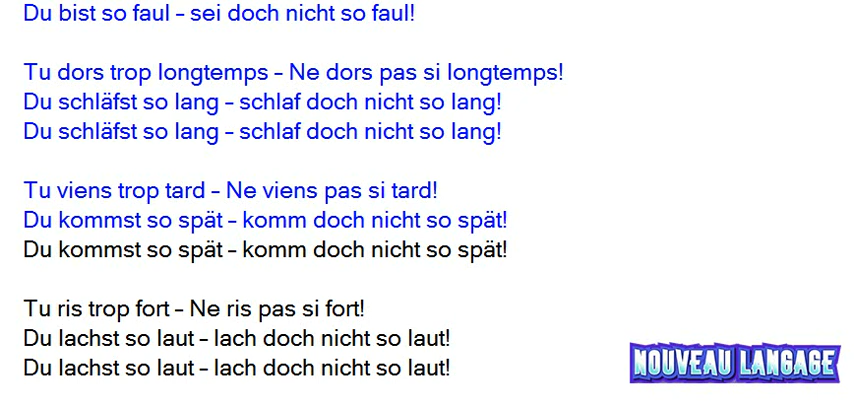 Du bist so faul – sei doch nicht so faul!
Tu dors trop longtemps – Ne dors pas si longtemps!
Du schläfst so lang – schlaf doch nicht so lang!
Du schläfst so lang – schlaf doch nicht so lang!
Tu viens trop tard – Ne viens pas si tard!
Du kommst so spät – komm doch nicht so spät!
Du kommst so spät – komm doch nicht so spät!
Tu ris trop fort – Ne ris pas si fort!
Du lachst so laut – lach doch nicht so laut!
Du lachst so laut – lach doch nicht so laut!
NOUVEAU LANGAGE